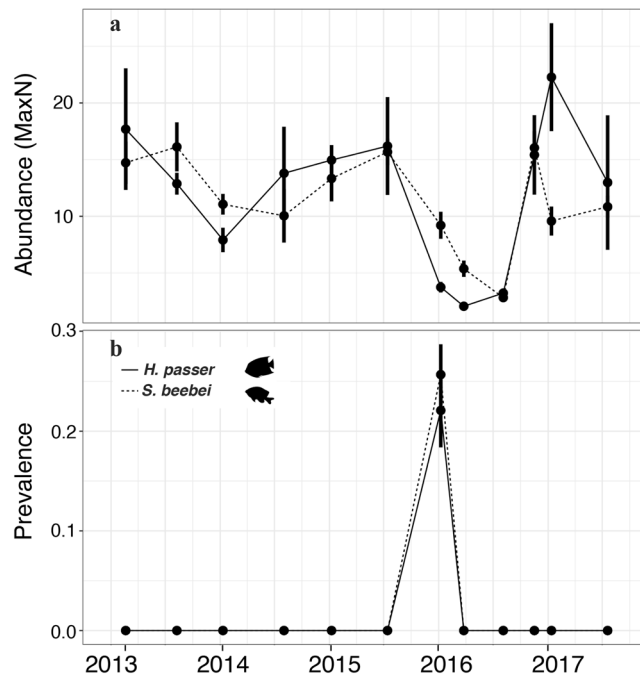 a
Abundance (MaxN)
20
10
b
H. passer
S. beebei
Prevalence
0.3
0.2
0.1
0.0
2013 2014 2015 2016 2017